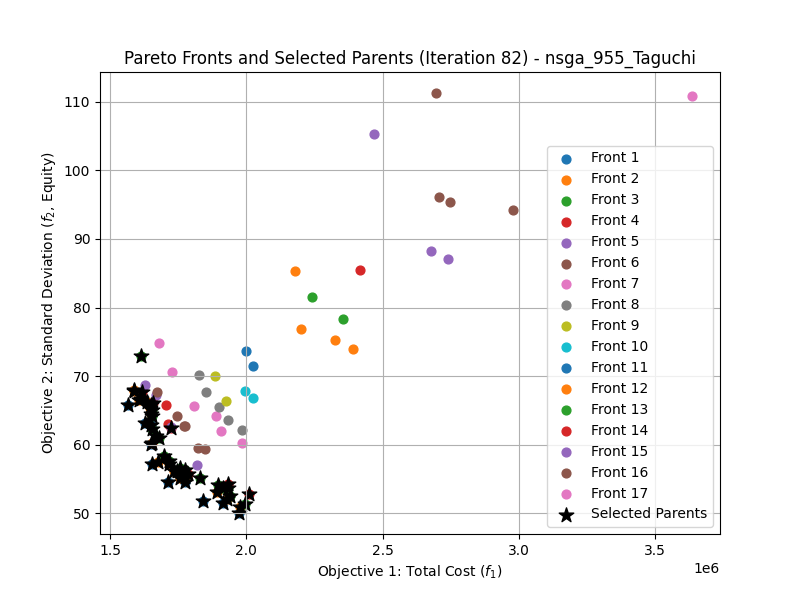 Pareto Fronts and Selected Parents (Iteration 82) - nsga_955_Taguchi
Objective 2: Standard Deviation (f₂, Equity)
110
100
90
80
70
60
50
Front 1
Front 2
Front 3
Front 4
Front 5
Front 6
Front 7
Front 8
Front 9
Front 10
Front 11
Front 12
Front 13
Front 14
Front 15
Front 16
Front 17
Selected Parents
1.5 2.0 2.5 3.0 3.5
1e6
Objective 1: Total Cost (f₁)